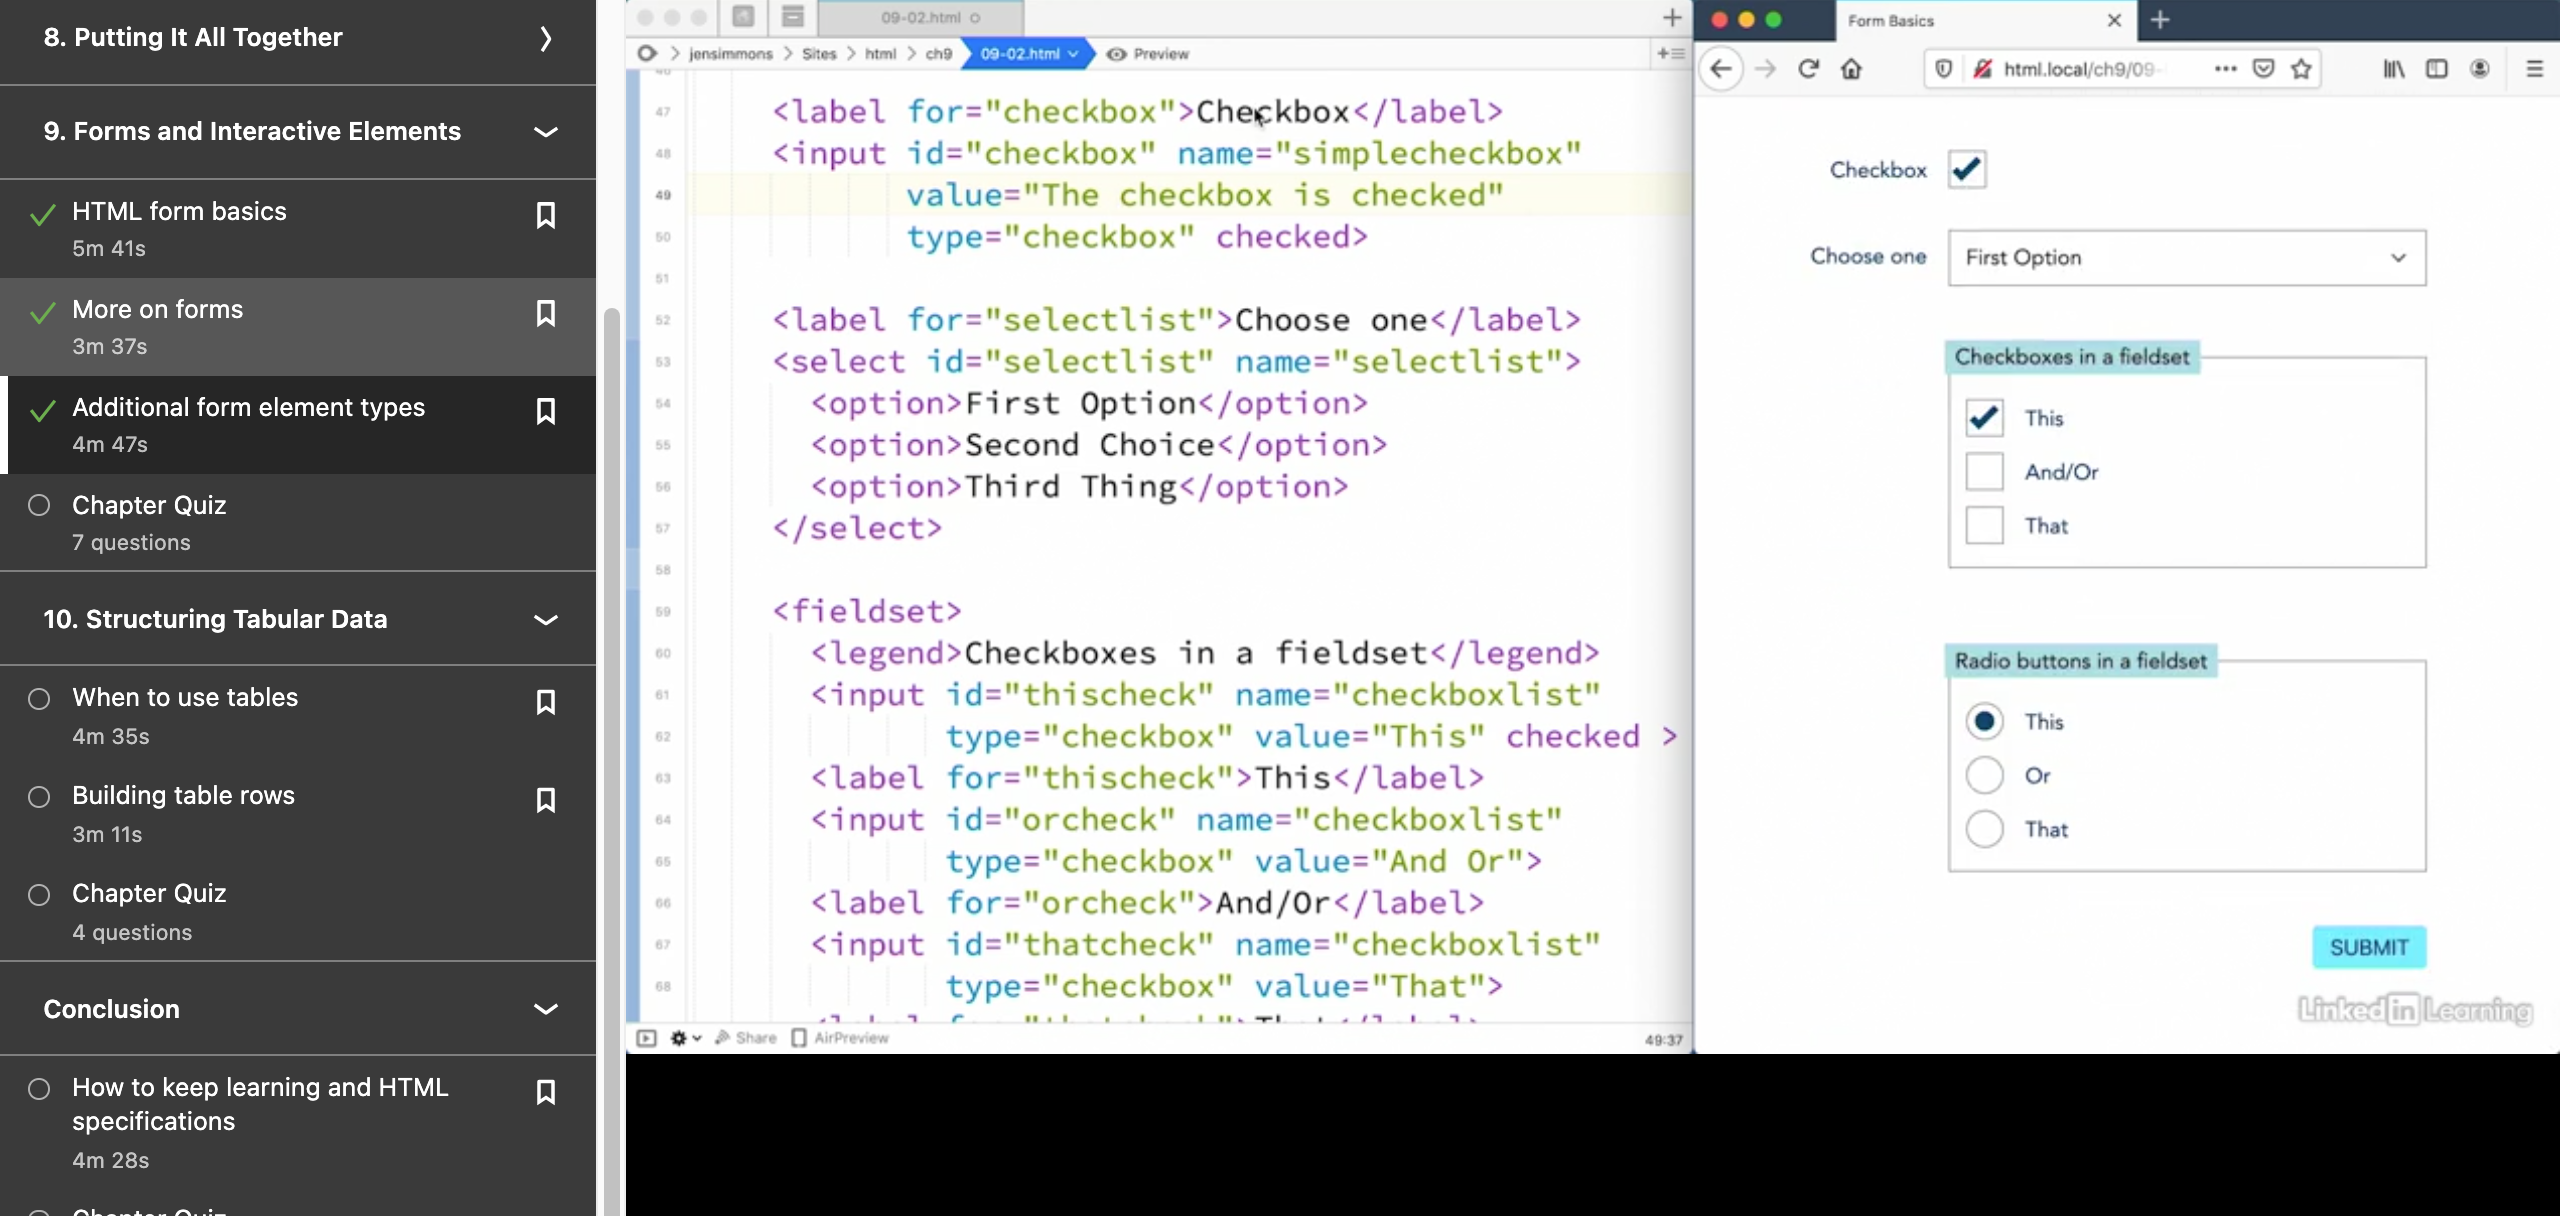 8. Putting It All Together
9. Forms and Interactive Elements
HTML form basics
5m 41s
More on forms
3m 37s
Additional form element types
4m 47s
Chapter Quiz
7 questions
10. Structuring Tabular Data
When to use tables
4m 35s
Building table rows
3m 11s
Chapter Quiz
4 questions
Conclusion
How to keep learning and HTML
specifications
4m 28s
Chapter Quiz
09-02.html
jensimmons Sites html ch9 09-02.html Preview
47 <label for="checkbox">Checkbox</label>
48 <input id="checkbox" name="simplecheckbox"
49 value="The checkbox is checked"
50 type="checkbox" checked>
51
52 <label for="selectlist">Choose one</label>
53 <select id="selectlist" name="selectlist">
54 <option>First Option</option>
55 <option>Second Choice</option>
56 <option>Third Thing</option>
57 </select>
58
59 <fieldset>
60 <legend>Checkboxes in a fieldset</legend>
61 <input id="thischeck" name="checkboxlist"
62 type="checkbox" value="This" checked >
63 <label for="thischeck">This</label>
64 <input id="orcheck" name="checkboxlist"
65 type="checkbox" value="And Or">
66 <label for="orcheck">And/Or</label>
67 <input id="thatcheck" name="checkboxlist"
68 type="checkbox" value="That">
Share AirPreview 49:37
Form Basics
html.local/ch9/09-
Checkbox
Choose one First Option
Checkboxes in a fieldset
This
And/Or
That
Radio buttons in a fieldset
This
Or
That
SUBMIT
Linked in Learning